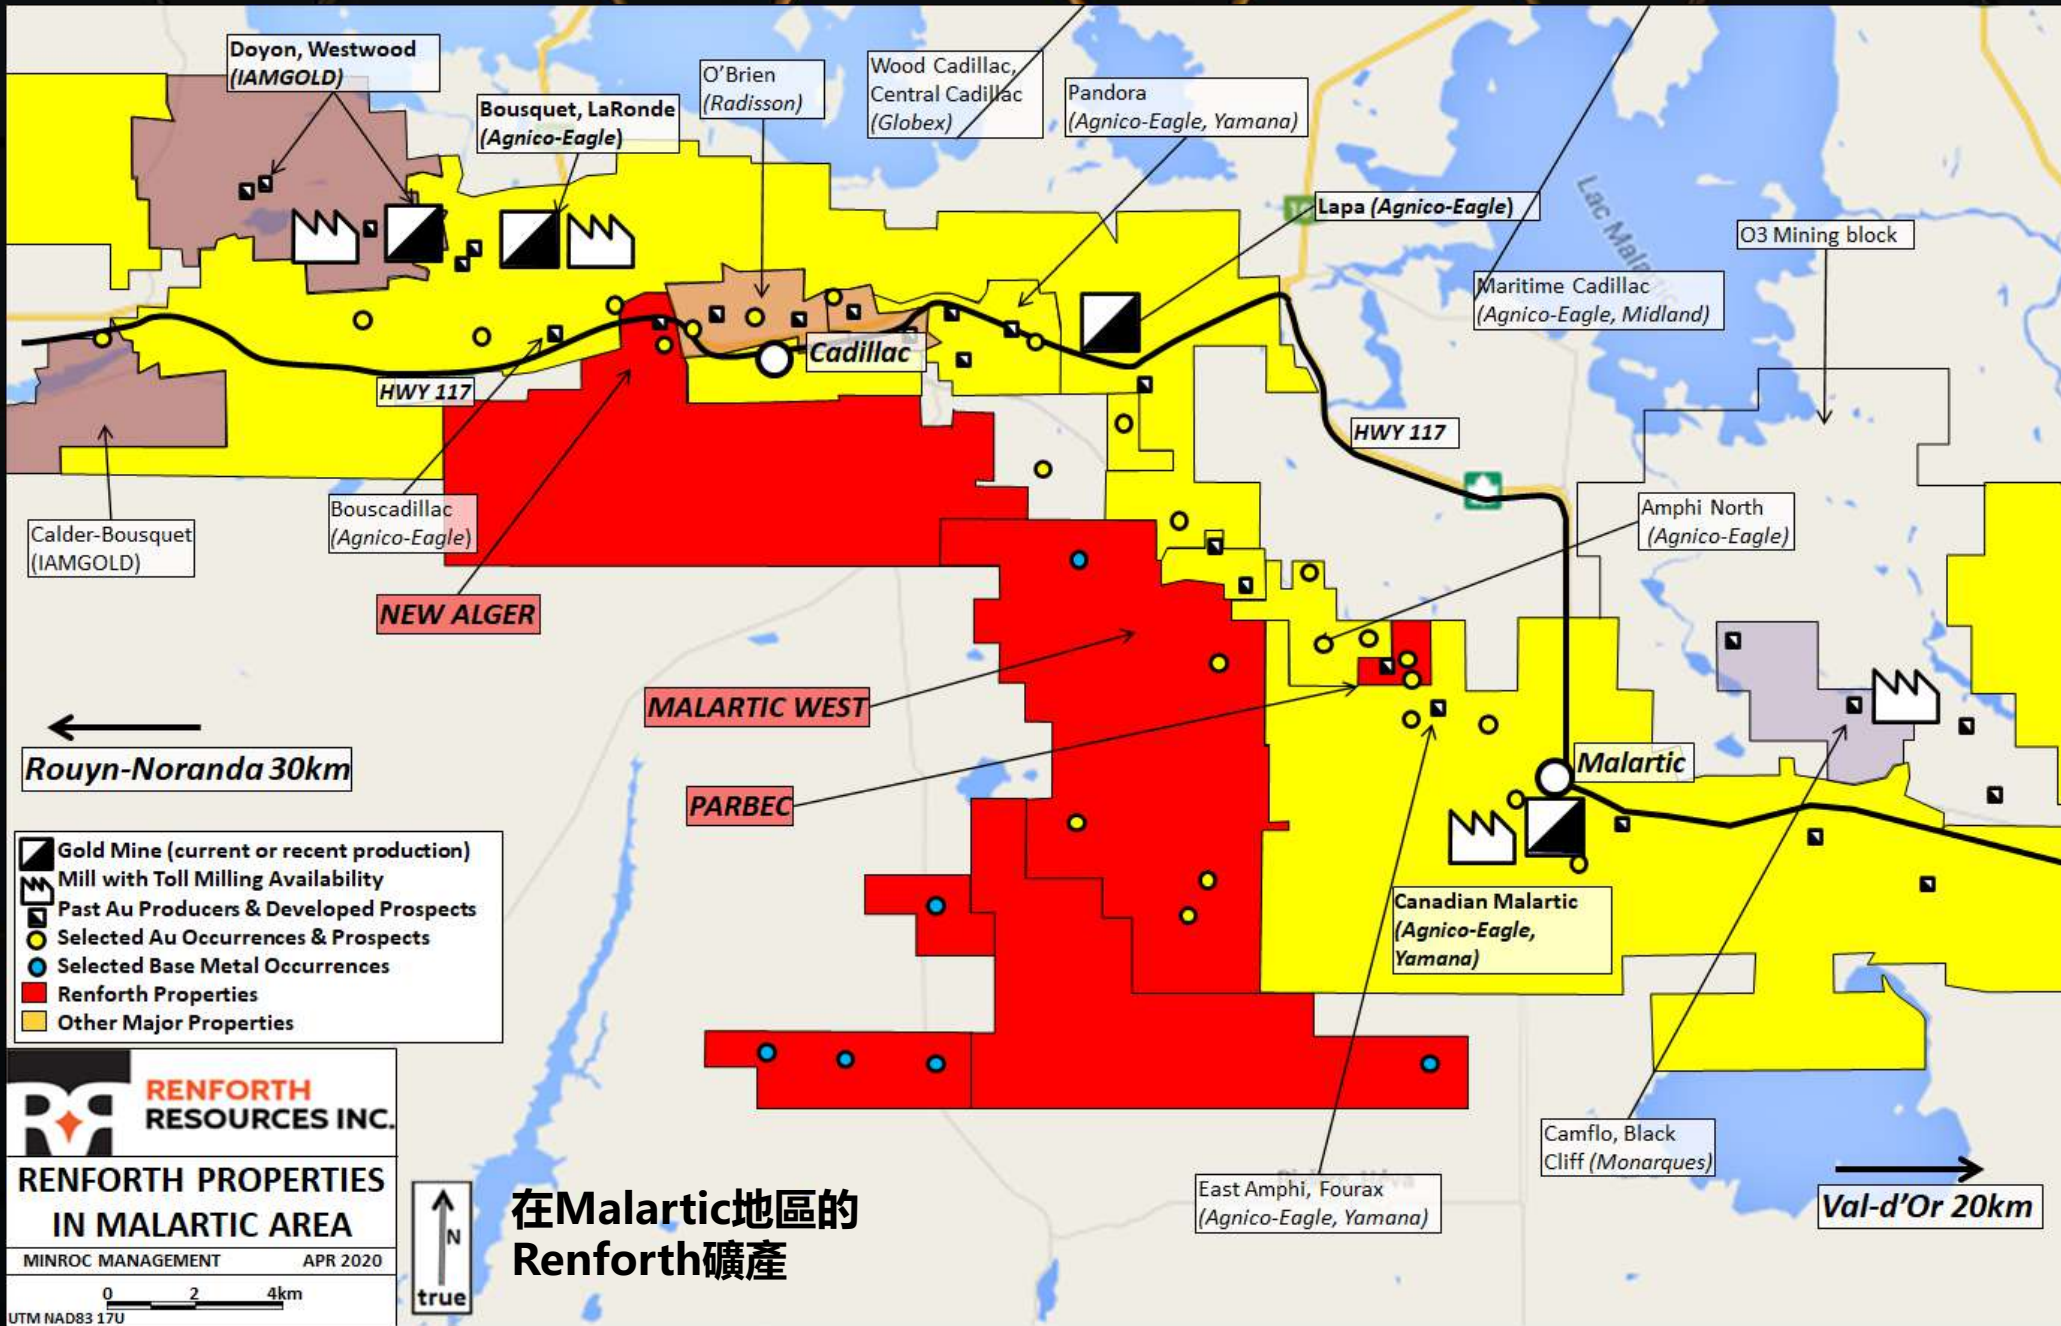 Doyon, Westwood
(IAMGOLD)
Bousquet, LaRonde
(Agnico-Eagle)
O'Brien
(Radisson)
Wood Cadillac,
Central Cadillac
(Globex)
Pandora
(Agnico-Eagle, Yamana)
Lapa (Agnico-Eagle)
Lac Malartic
O3 Mining block
Maritime Cadillac
(Agnico-Eagle, Midland)
Cadillac
HWY 117
HWY 117
Bouscadillac
(Agnico-Eagle)
Calder-Bousquet
(IAMGOLD)
Amphi North
(Agnico-Eagle)
NEW ALGER
MALARTIC WEST
PARBEC
Rouyn-Noranda 30km
Malartic
Canadian Malartic
(Agnico-Eagle,
Yamana)
Gold Mine (current or recent production)
Mill with Toll Milling Availability
Past Au Producers & Developed Prospects
Selected Au Occurrences & Prospects
Selected Base Metal Occurrences
Renforth Properties
Other Major Properties
RENFORTH
RESOURCES INC.
RENFORTH PROPERTIES
IN MALARTIC AREA
MINROC MANAGEMENT APR 2020
0 2 4km
UTM NAD83 17U
N
true
在Malartic地區的
Renforth礦產
East Amphi, Fourax
(Agnico-Eagle, Yamana)
Camflo, Black
Cliff (Monarques)
Val-d'Or 20km